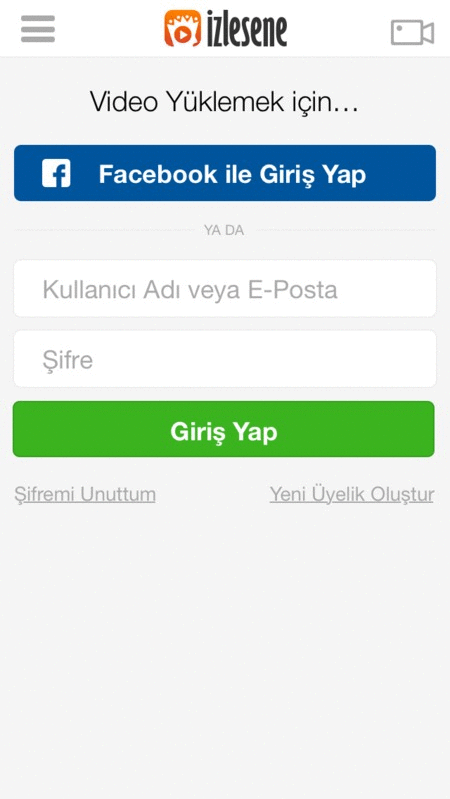 izlesene
Video Yüklemek için...
Facebook ile Giriş Yap
YA DA
Kullanıcı Adı veya E-Posta
Şifre
Giriş Yap
Şifremi Unuttum
Yeni Üyelik Oluştur